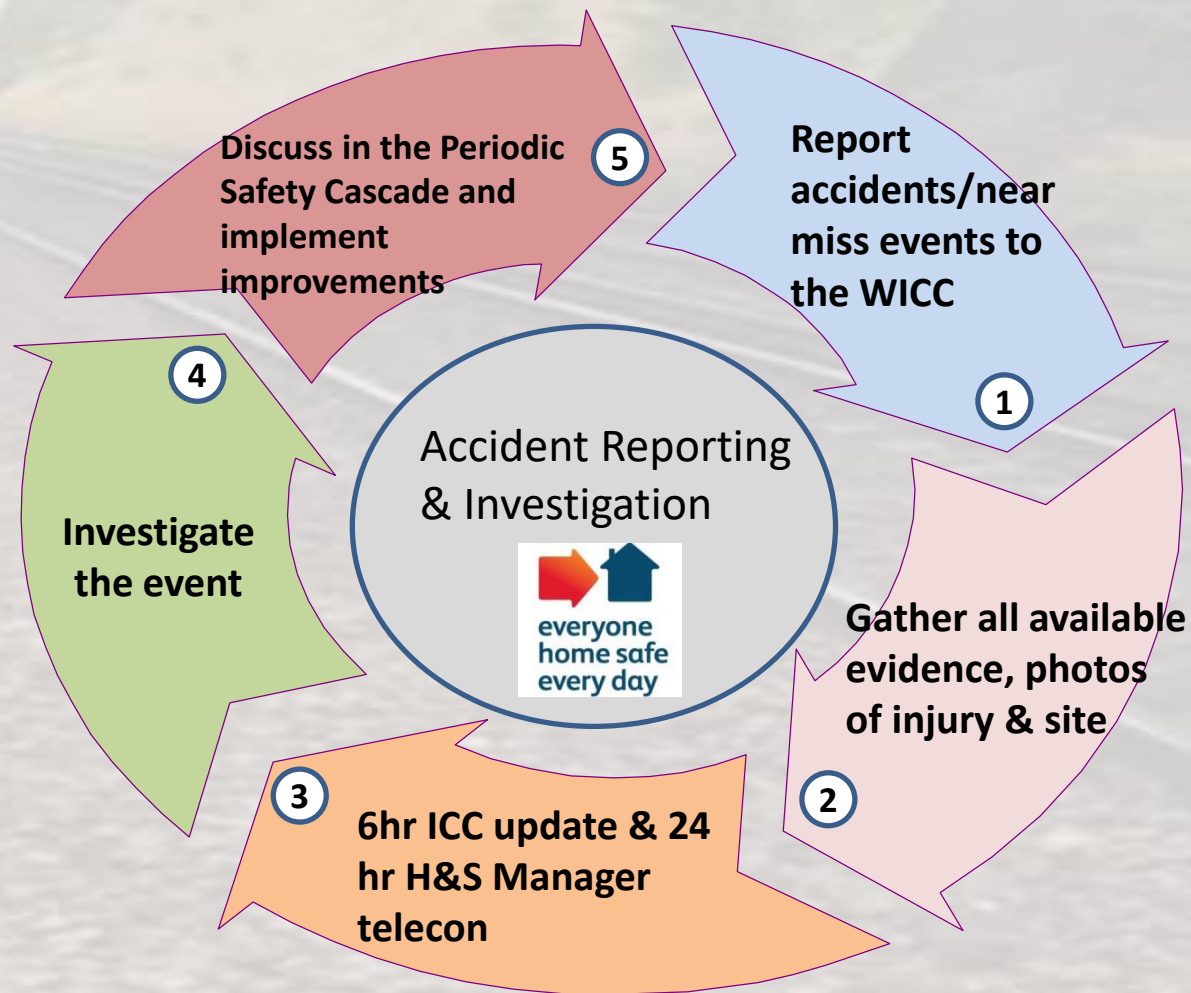 Report
accidents/near
miss events to
the WICC
1
Gather all available
evidence, photos
of injury & site
2
6hr ICC update & 24
hr H&S Manager
telecon
3
Investigate
the event
4
Discuss in the Periodic
Safety Cascade and
implement
improvements
5
Accident Reporting
& Investigation
everyone
home safe
every day